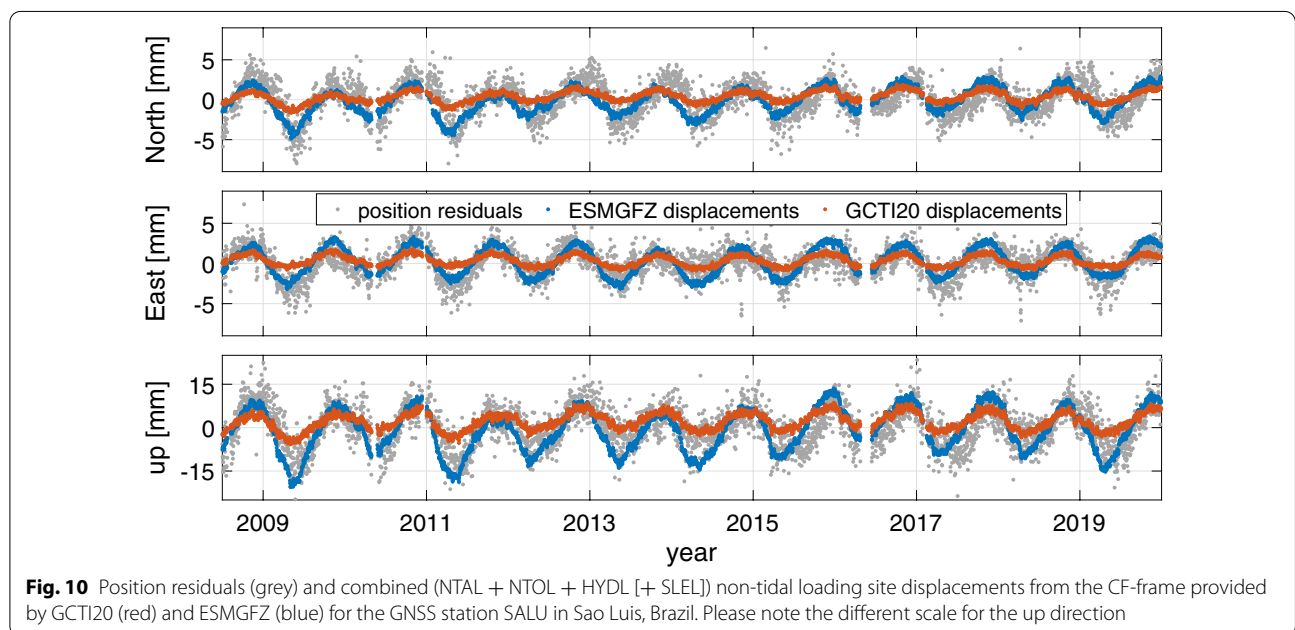 5
0
-5
North [mm]
position residuals
ESMGFZ displacements
GCTI20 displacements
5
0
-5
East [mm]
15
0
-15
up [mm]
2009 2011 2013 2015 2017 2019
year
Fig. 10 Position residuals (grey) and combined (NTAL + NTOL + HYDL [+ SLEL]) non-tidal loading site displacements from the CF-frame provided
by GCTI20 (red) and ESMGFZ (blue) for the GNSS station SALU in Sao Luis, Brazil. Please note the different scale for the up direction